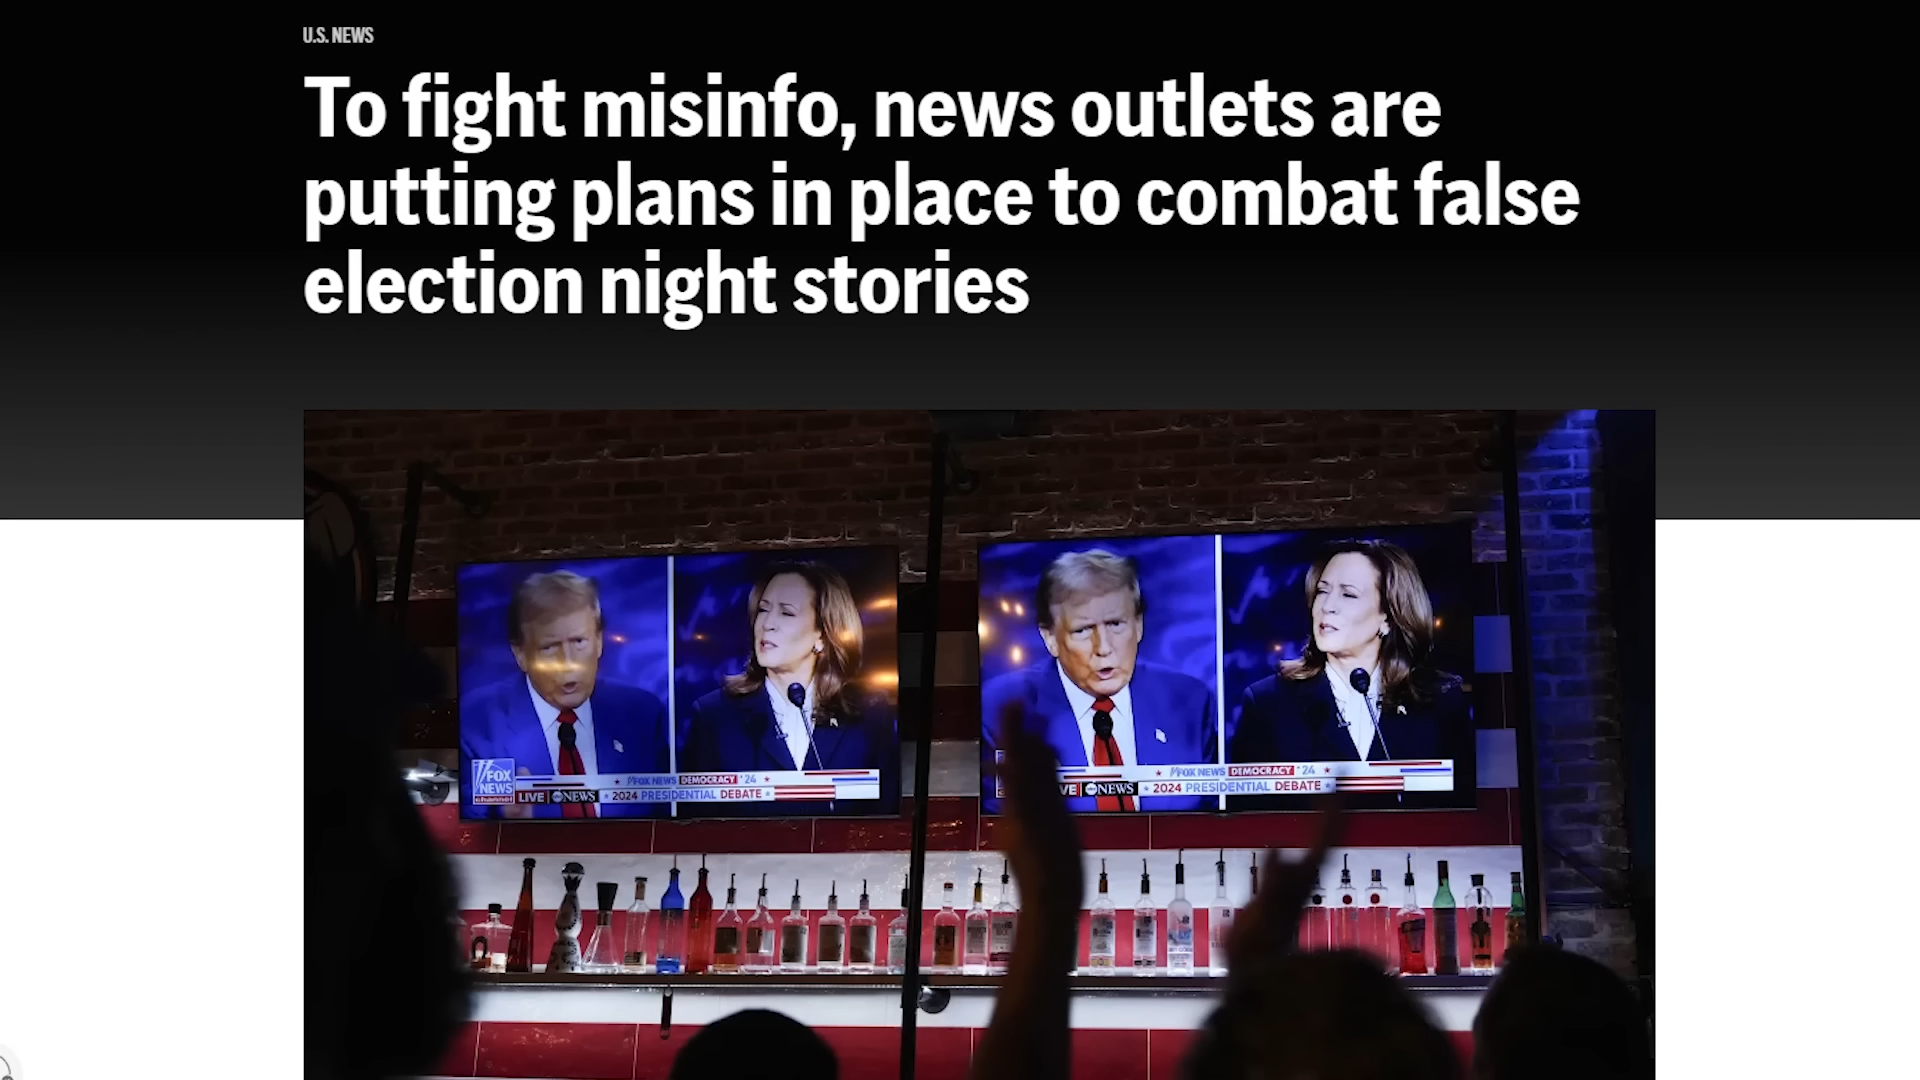 U.S. NEWS
To fight misinfo, news outlets are
putting plans in place to combat false
election night stories
FOX NEWS DEMOCRACY '24
FOX
NEWS
LIVE abc NEWS 2024 PRESIDENTIAL DEBATE
FOX NEWS DEMOCRACY '24
VE abc NEWS 2024 PRESIDENTIAL DEBATE